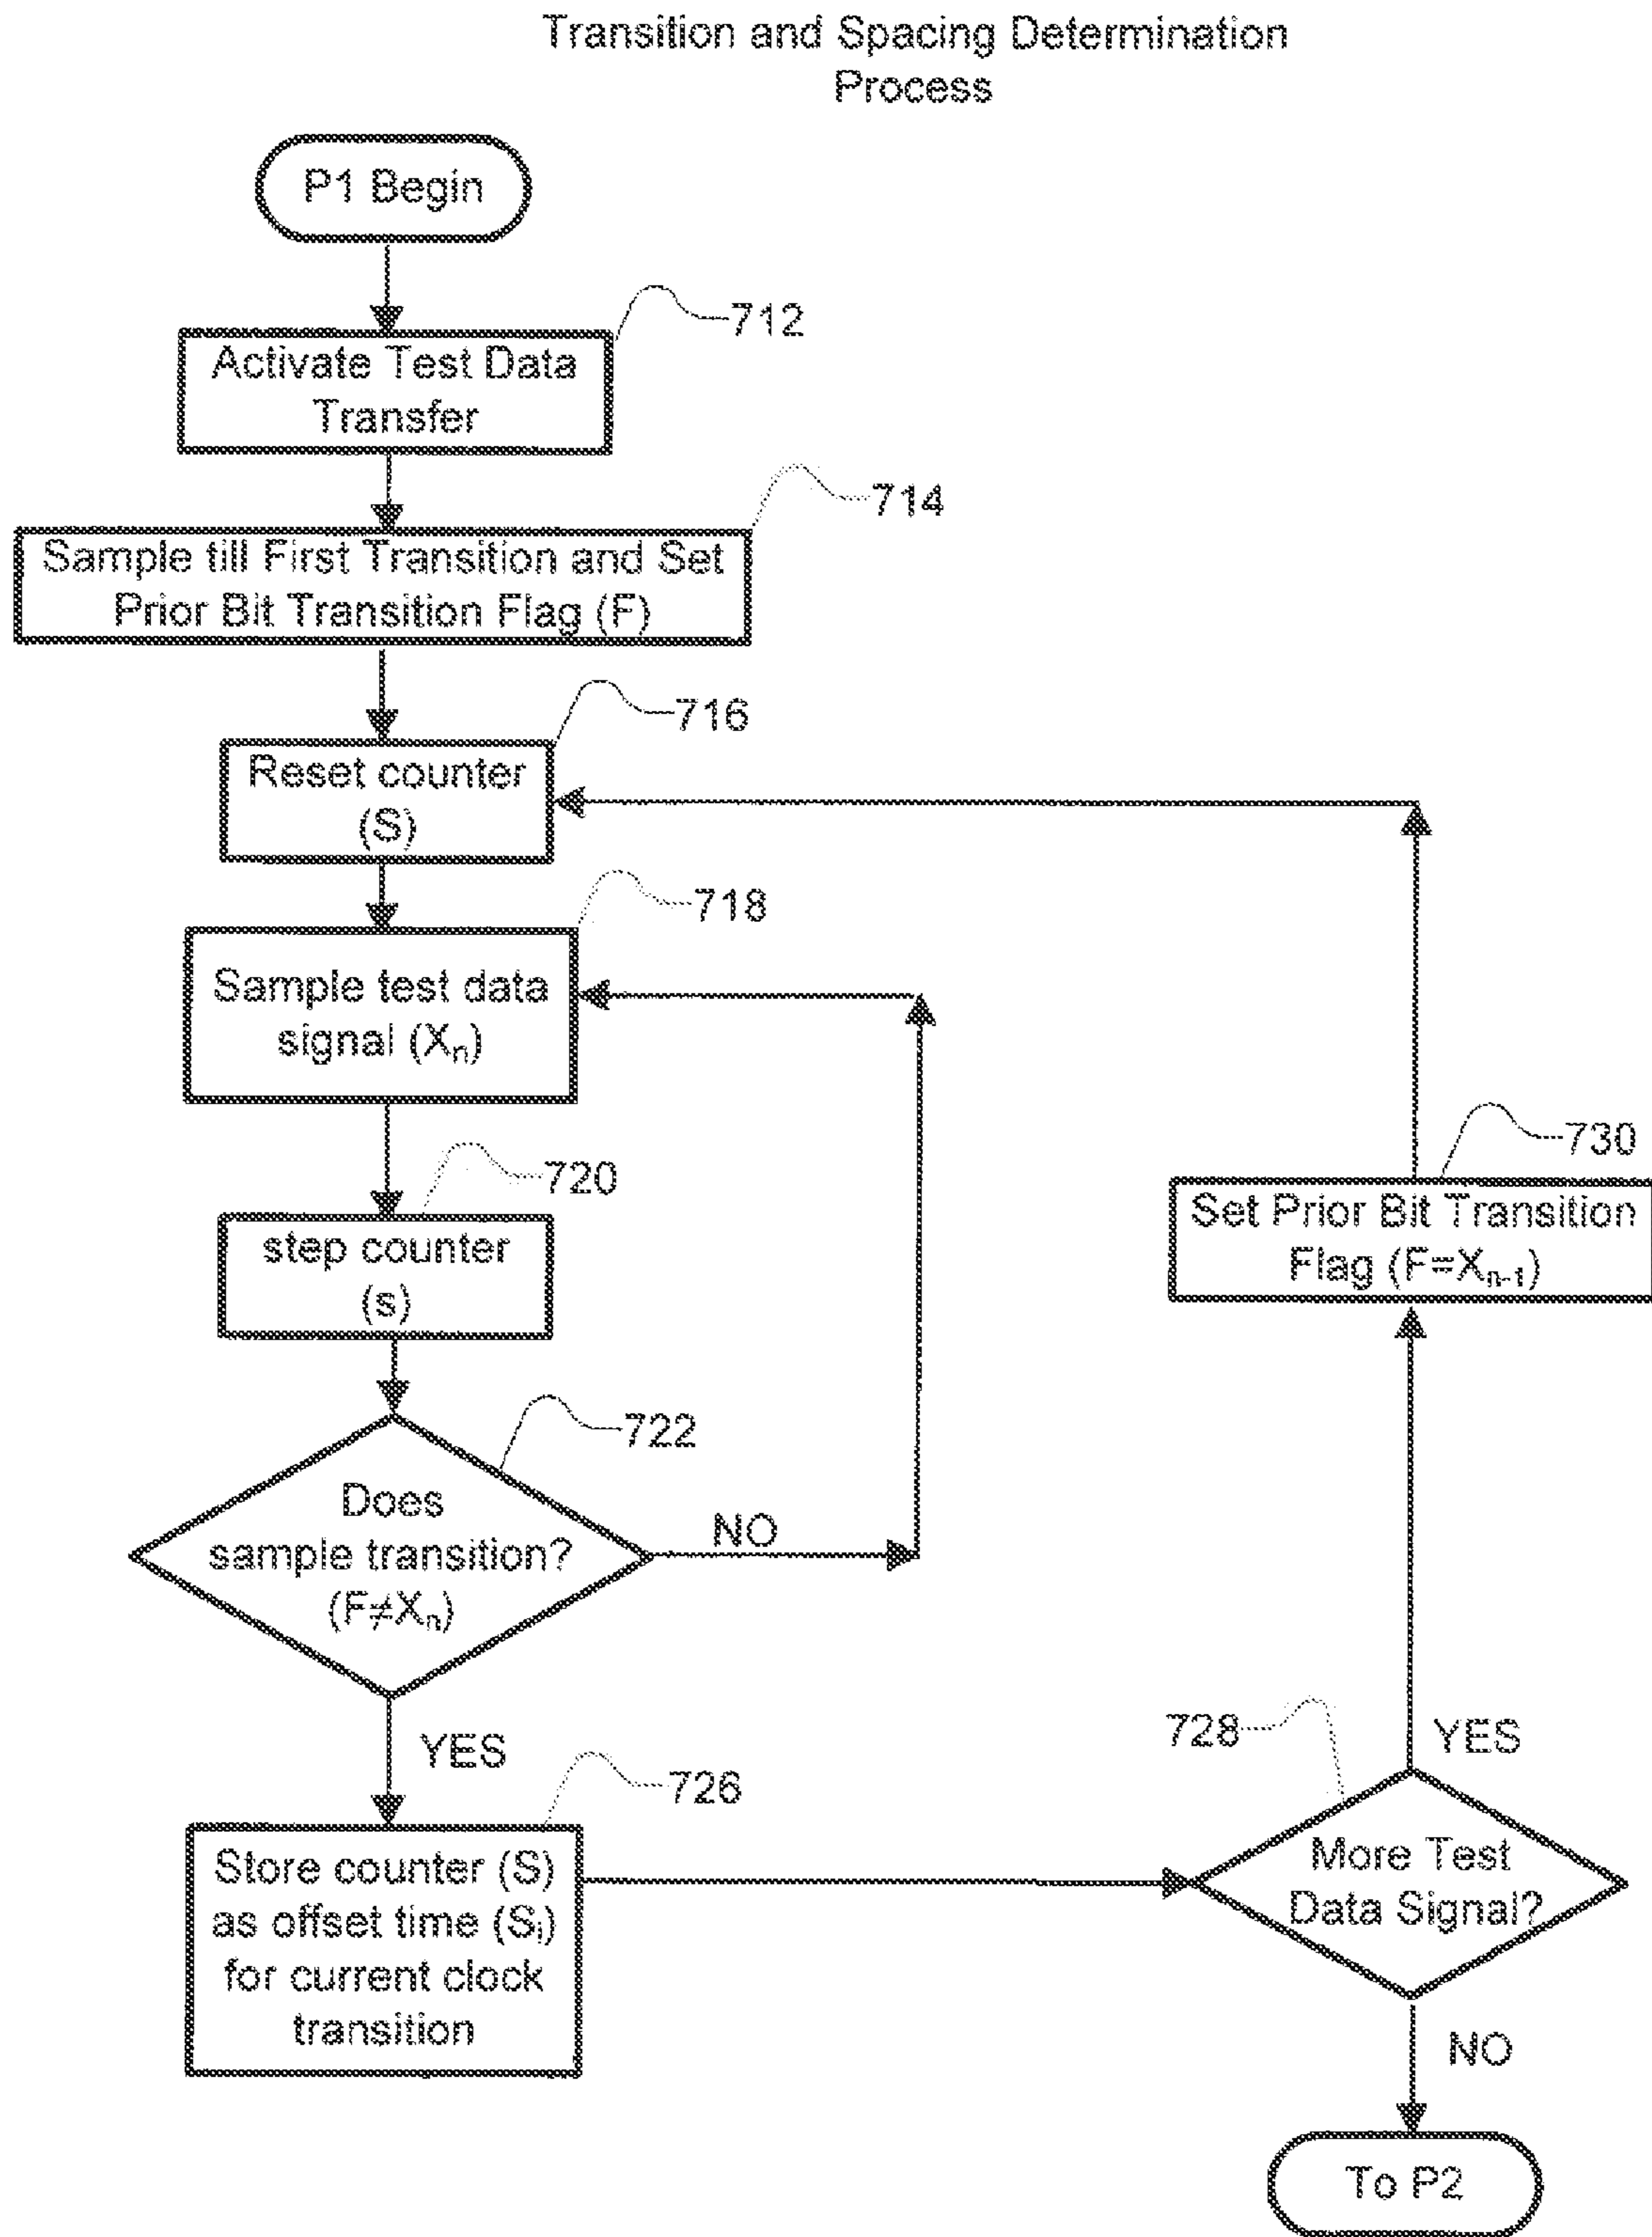 Transition and Spacing Determination
Process
P1 Begin
712
Activate Test Data
Transfer
714
Sample till First Transition and Set
Prior Bit Transition Flag (F)
716
Reset counter
(S)
718
Sample test data
signal (Xₙ)
720
step counter
(s)
730
Set Prior Bit Transition
Flag (F=Xₙ₋₁)
722
Does
sample transition?
(F≠Xₙ)
NO
YES
726
Store counter (S)
as offset time (Sᵢ)
for current clock
transition
728
YES
More Test
Data Signal?
NO
To P2